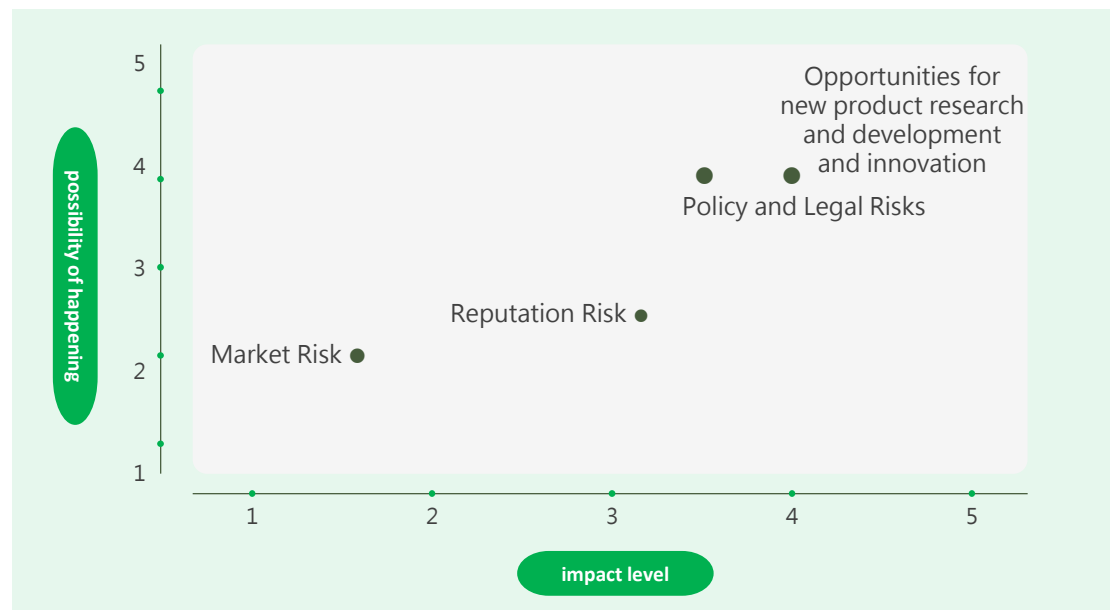 5
4
3
2
1
possibility of happening
Opportunities for
new product research
and development
and innovation
Policy and Legal Risks
Reputation Risk
Market Risk
1
2
3
4
5
impact level